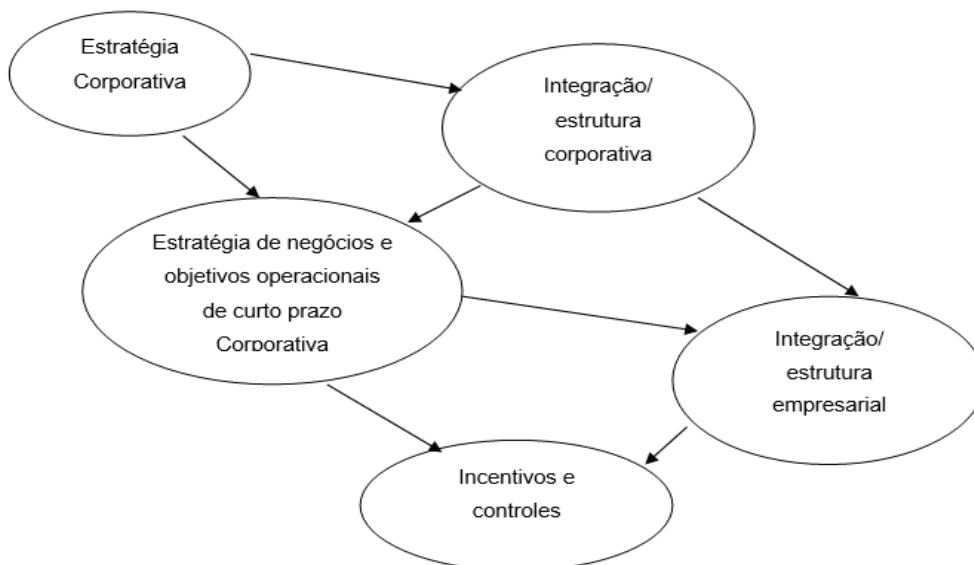 Estratégia
Corporativa
Integração/
estrutura
corporativa
Estratégia de negócios e
objetivos operacionais
de curto prazo
Corporativa
Integração/
estrutura
empresarial
Incentivos e
controles